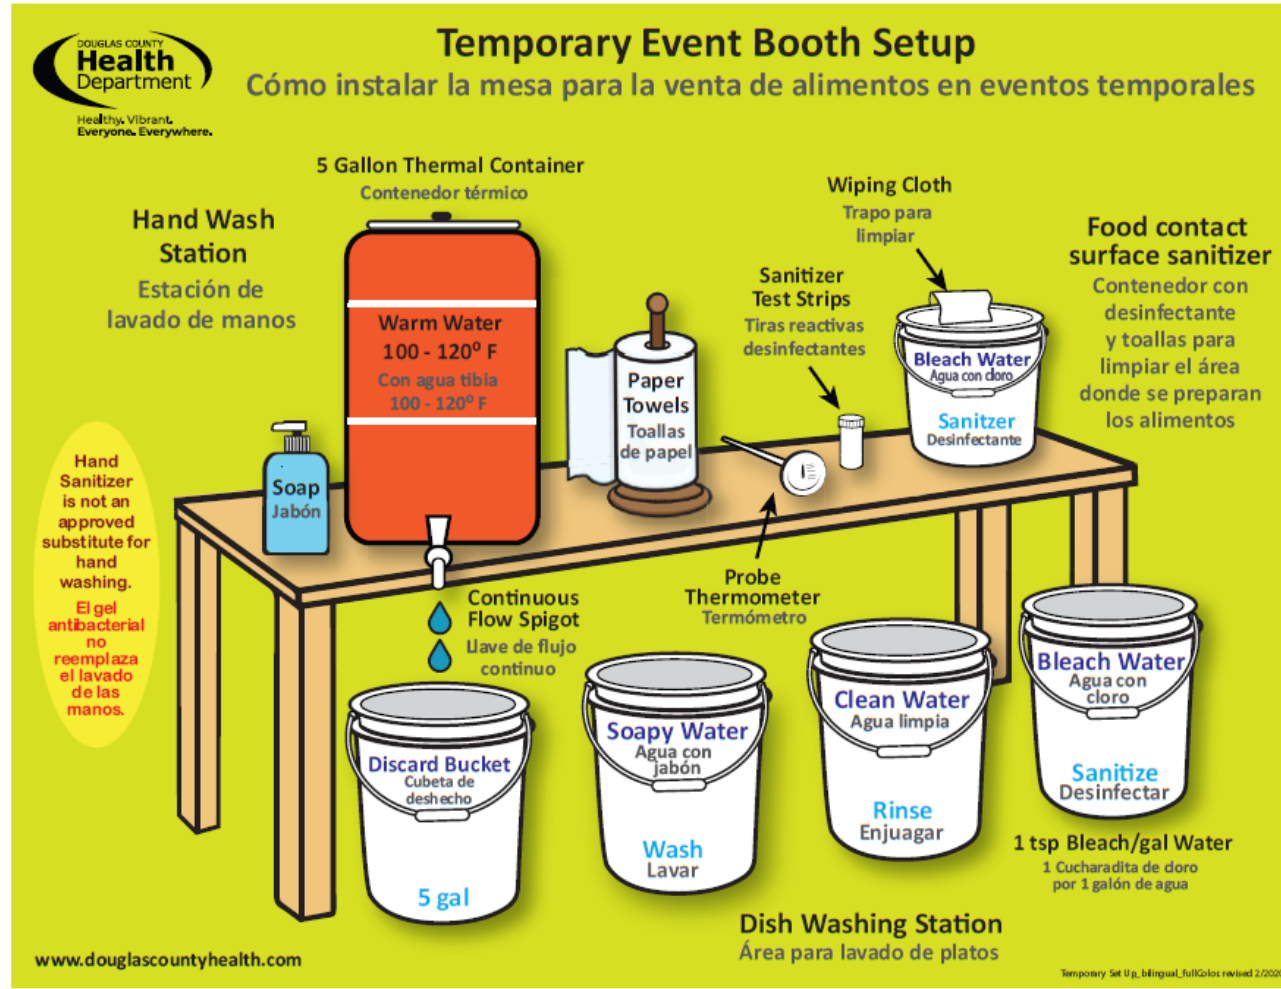 DOUGLAS COUNTY
Health
Department
Healthy. Vibrant.
Everyone. Everywhere.
Temporary Event Booth Setup
Cómo instalar la mesa para la venta de alimentos en eventos temporales
5 Gallon Thermal Container
Contenedor térmico
Hand Wash
Station
Estación de
lavado de manos
Warm Water
100 - 120º F
Con agua tibia
100 - 120º F
Soap
Jabón
Paper
Towels
Toallas
de papel
Sanitizer
Test Strips
Tiras reactivas
desinfectantes
Wiping Cloth
Trapo para
limpiar
Bleach Water
Agua con cloro
Sanitzer
Desinfectante
Food contact
surface sanitizer
Contenedor con
desinfectante
y toallas para
limpiar el área
donde se preparan
los alimentos
Hand
Sanitizer
is not an
approved
substitute for
hand
washing.
El gel
antibacterial
no
reemplaza
el lavado
de las
manos.
Probe
Thermometer
Termómetro
Continuous
Flow Spigot
Llave de flujo
continuo
Discard Bucket
Cubeta de
deshecho
5 gal
Soapy Water
Agua con
jabón
Wash
Lavar
Clean Water
Agua limpia
Rinse
Enjuagar
Bleach Water
Agua con
cloro
Sanitize
Desinfectar
1 tsp Bleach/gal Water
1 Cucharadita de cloro
por 1 galón de agua
Dish Washing Station
Área para lavado de platos
www.douglascountyhealth.com
Temporary Set Up_bilingual_fullColor. revised 2/2020